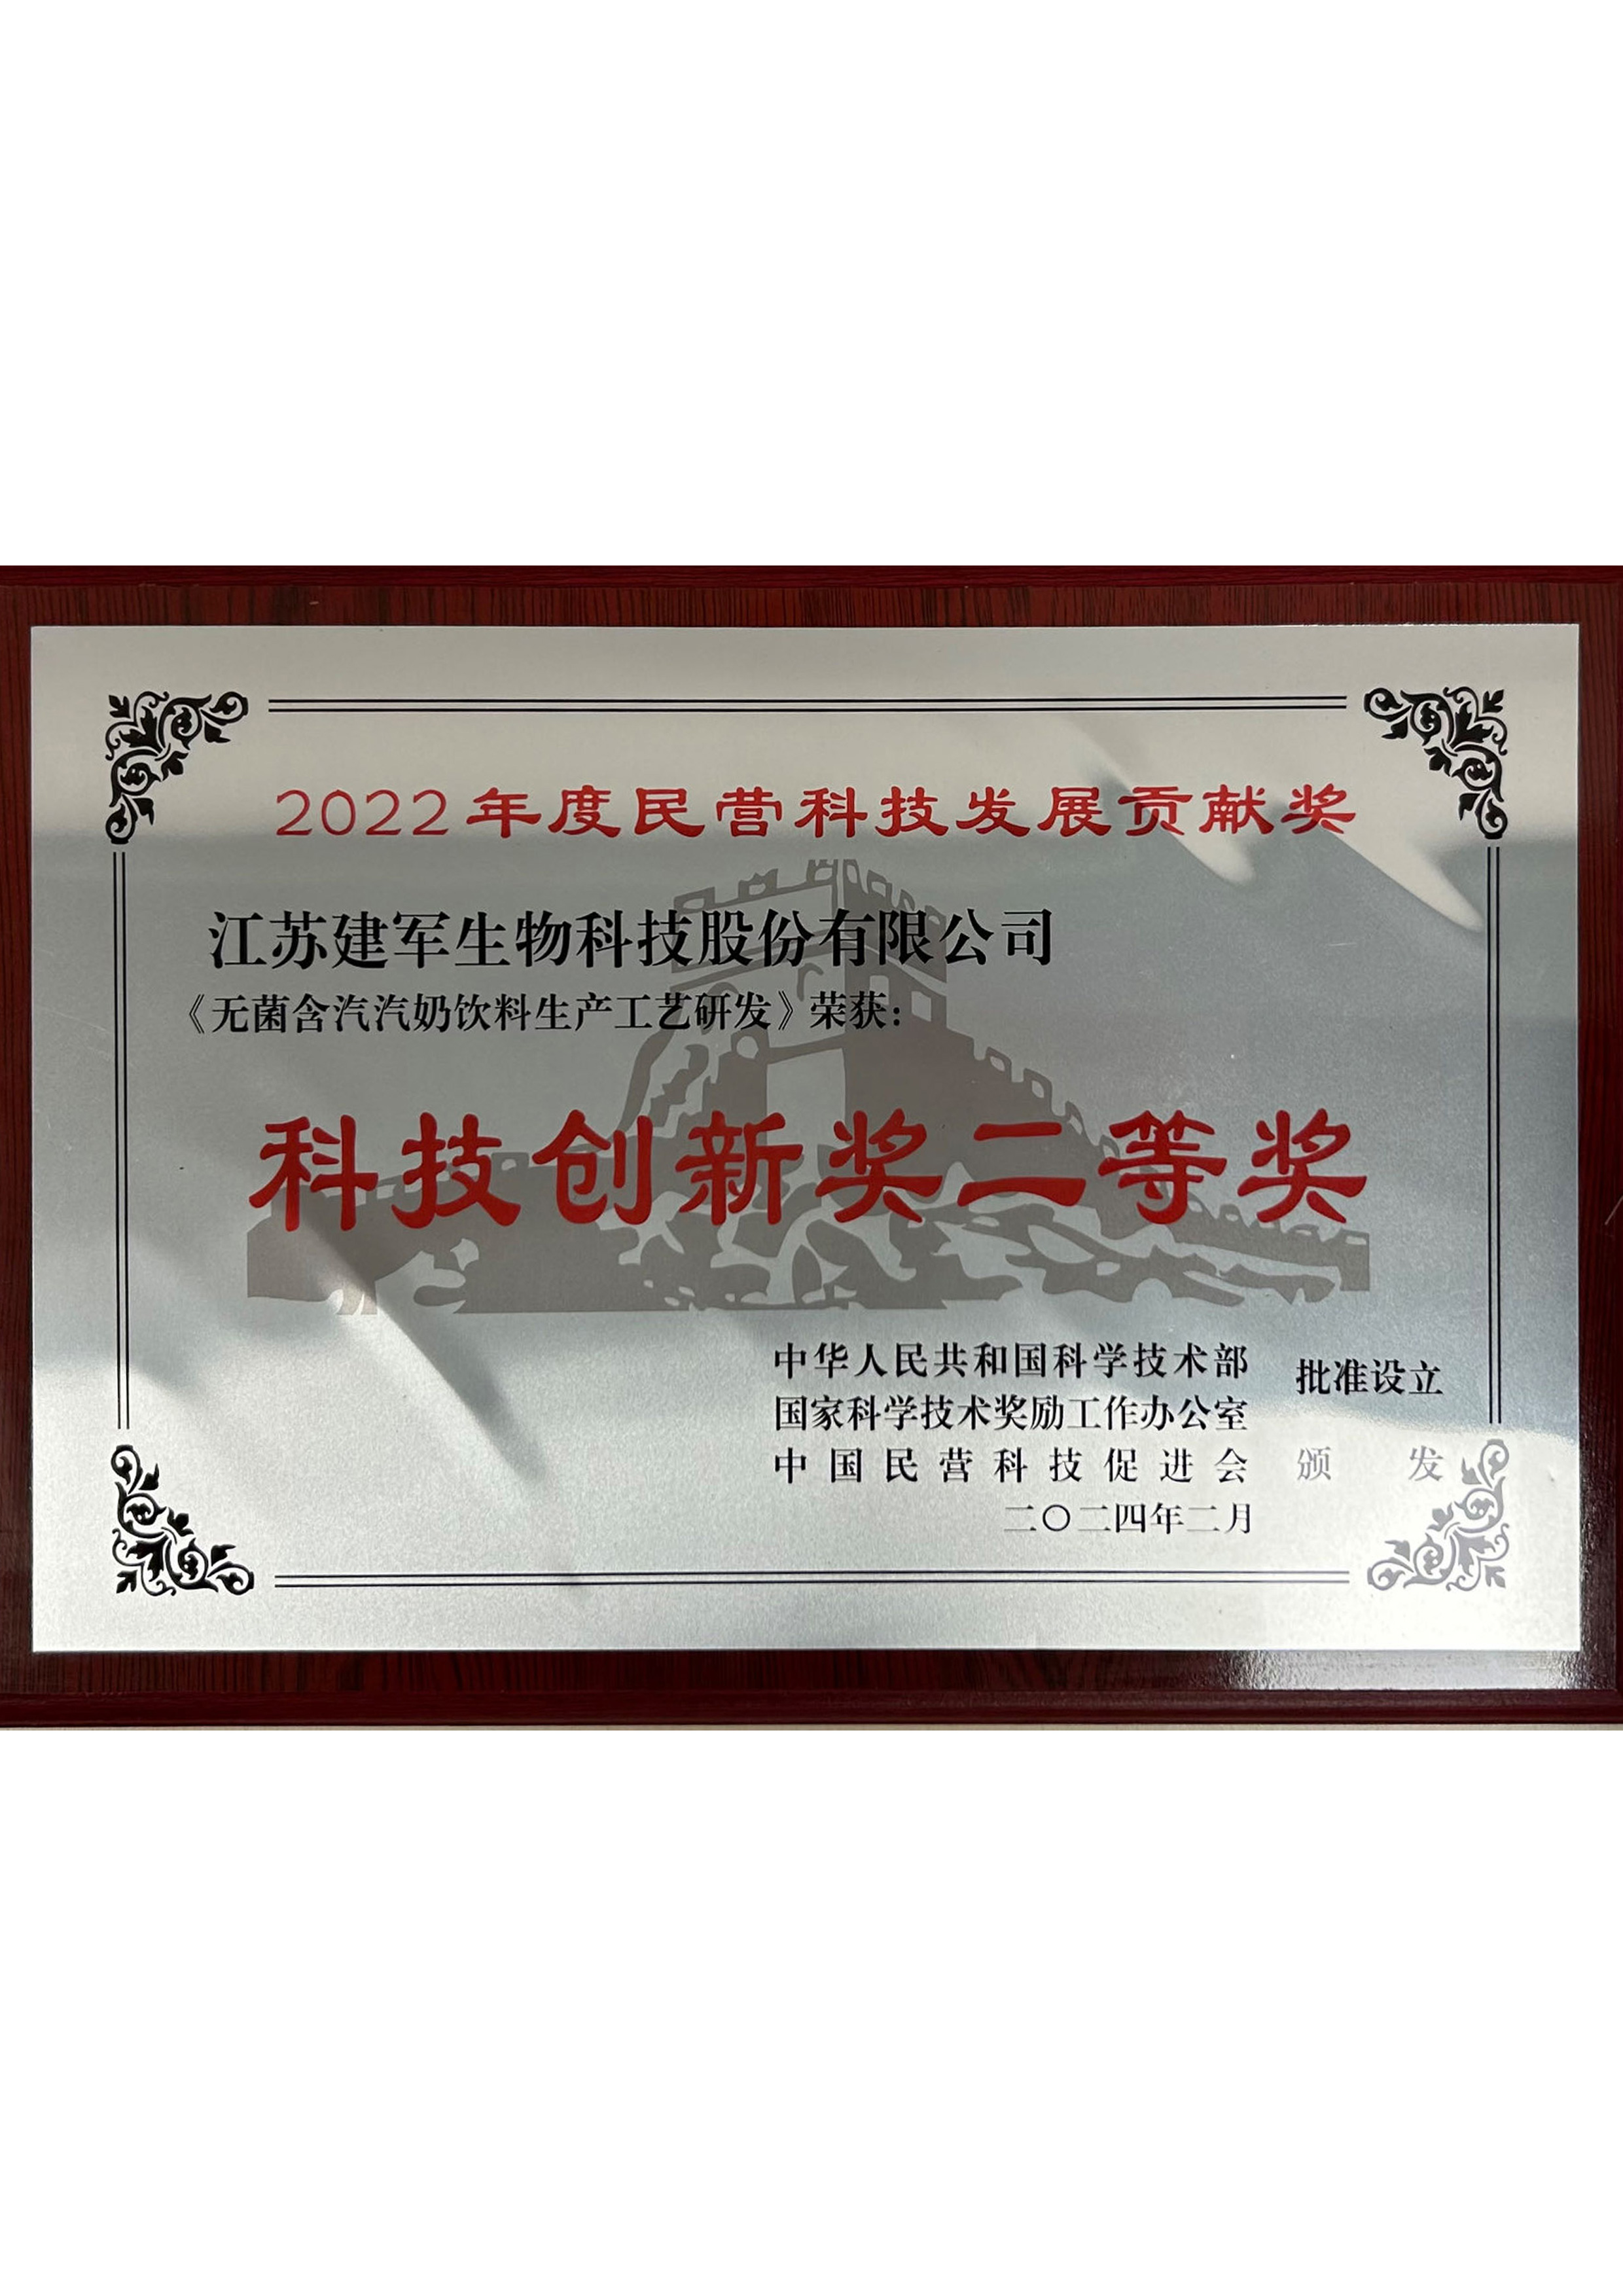 2022年度民营科技发展贡献奖
江苏建军生物科技股份有限公司
《无菌含汽汽奶饮料生产工艺研发》荣获：
科技创新奖二等奖
中华人民共和国科学技术部
国家科学技术奖励工作办公室 批准设立
中国民营科技促进会 颁 发
二〇二四年二月